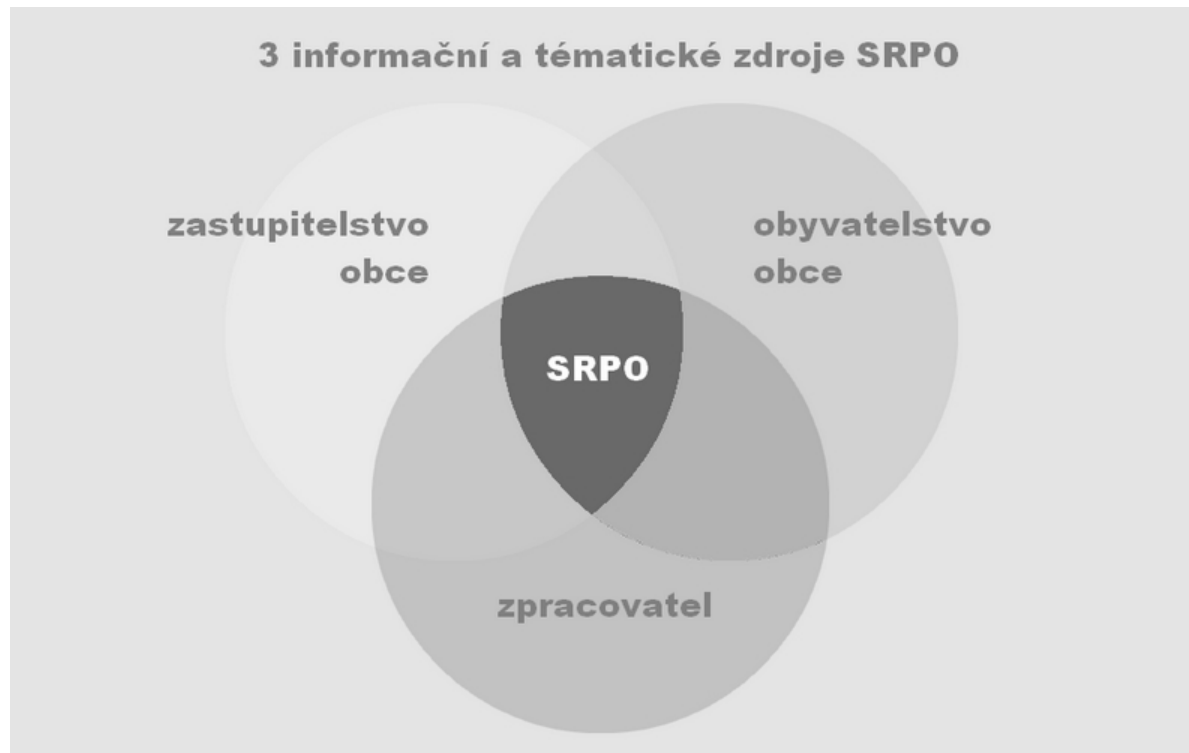 3 informační a tématické zdroje SRPO
zastupitelstvo
obce
obyvatelstvo
obce
SRPO
zpracovatel